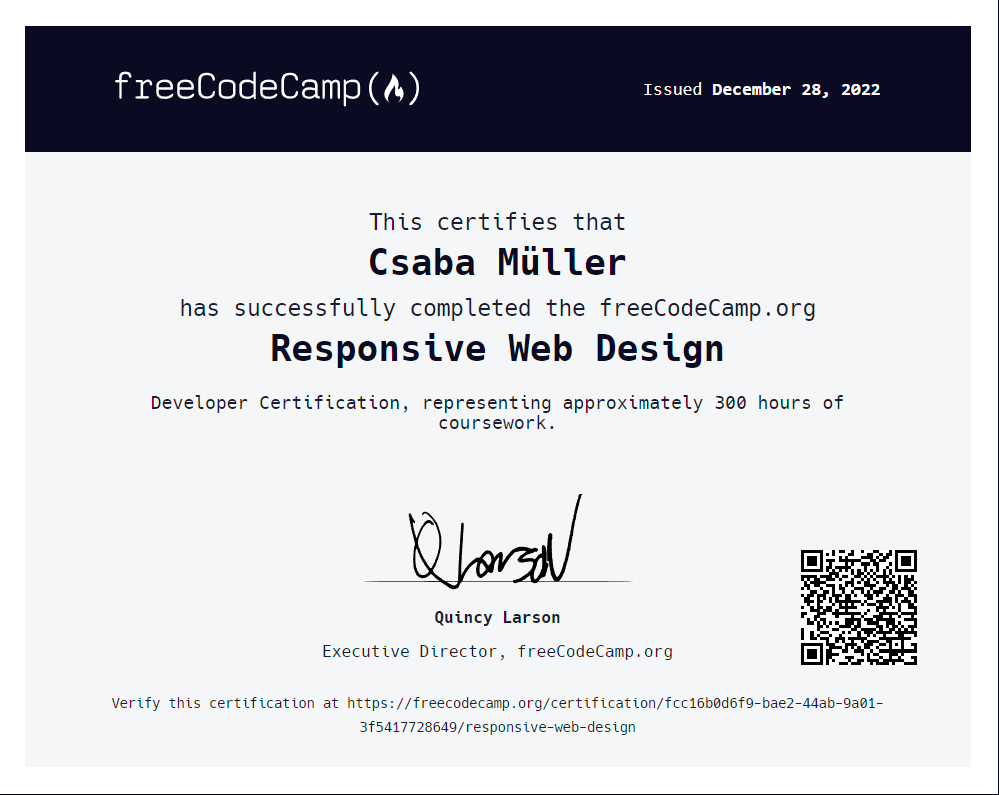 freeCodeCamp(🔥)
Issued December 28, 2022
This certifies that
Csaba Müller
has successfully completed the freeCodeCamp.org
Responsive Web Design
Developer Certification, representing approximately 300 hours of
coursework.
Q Larson
Quincy Larson
Executive Director, freeCodeCamp.org
Verify this certification at https://freecodecamp.org/certification/fcc16b0d6f9-bae2-44ab-9a01-
3f5417728649/responsive-web-design